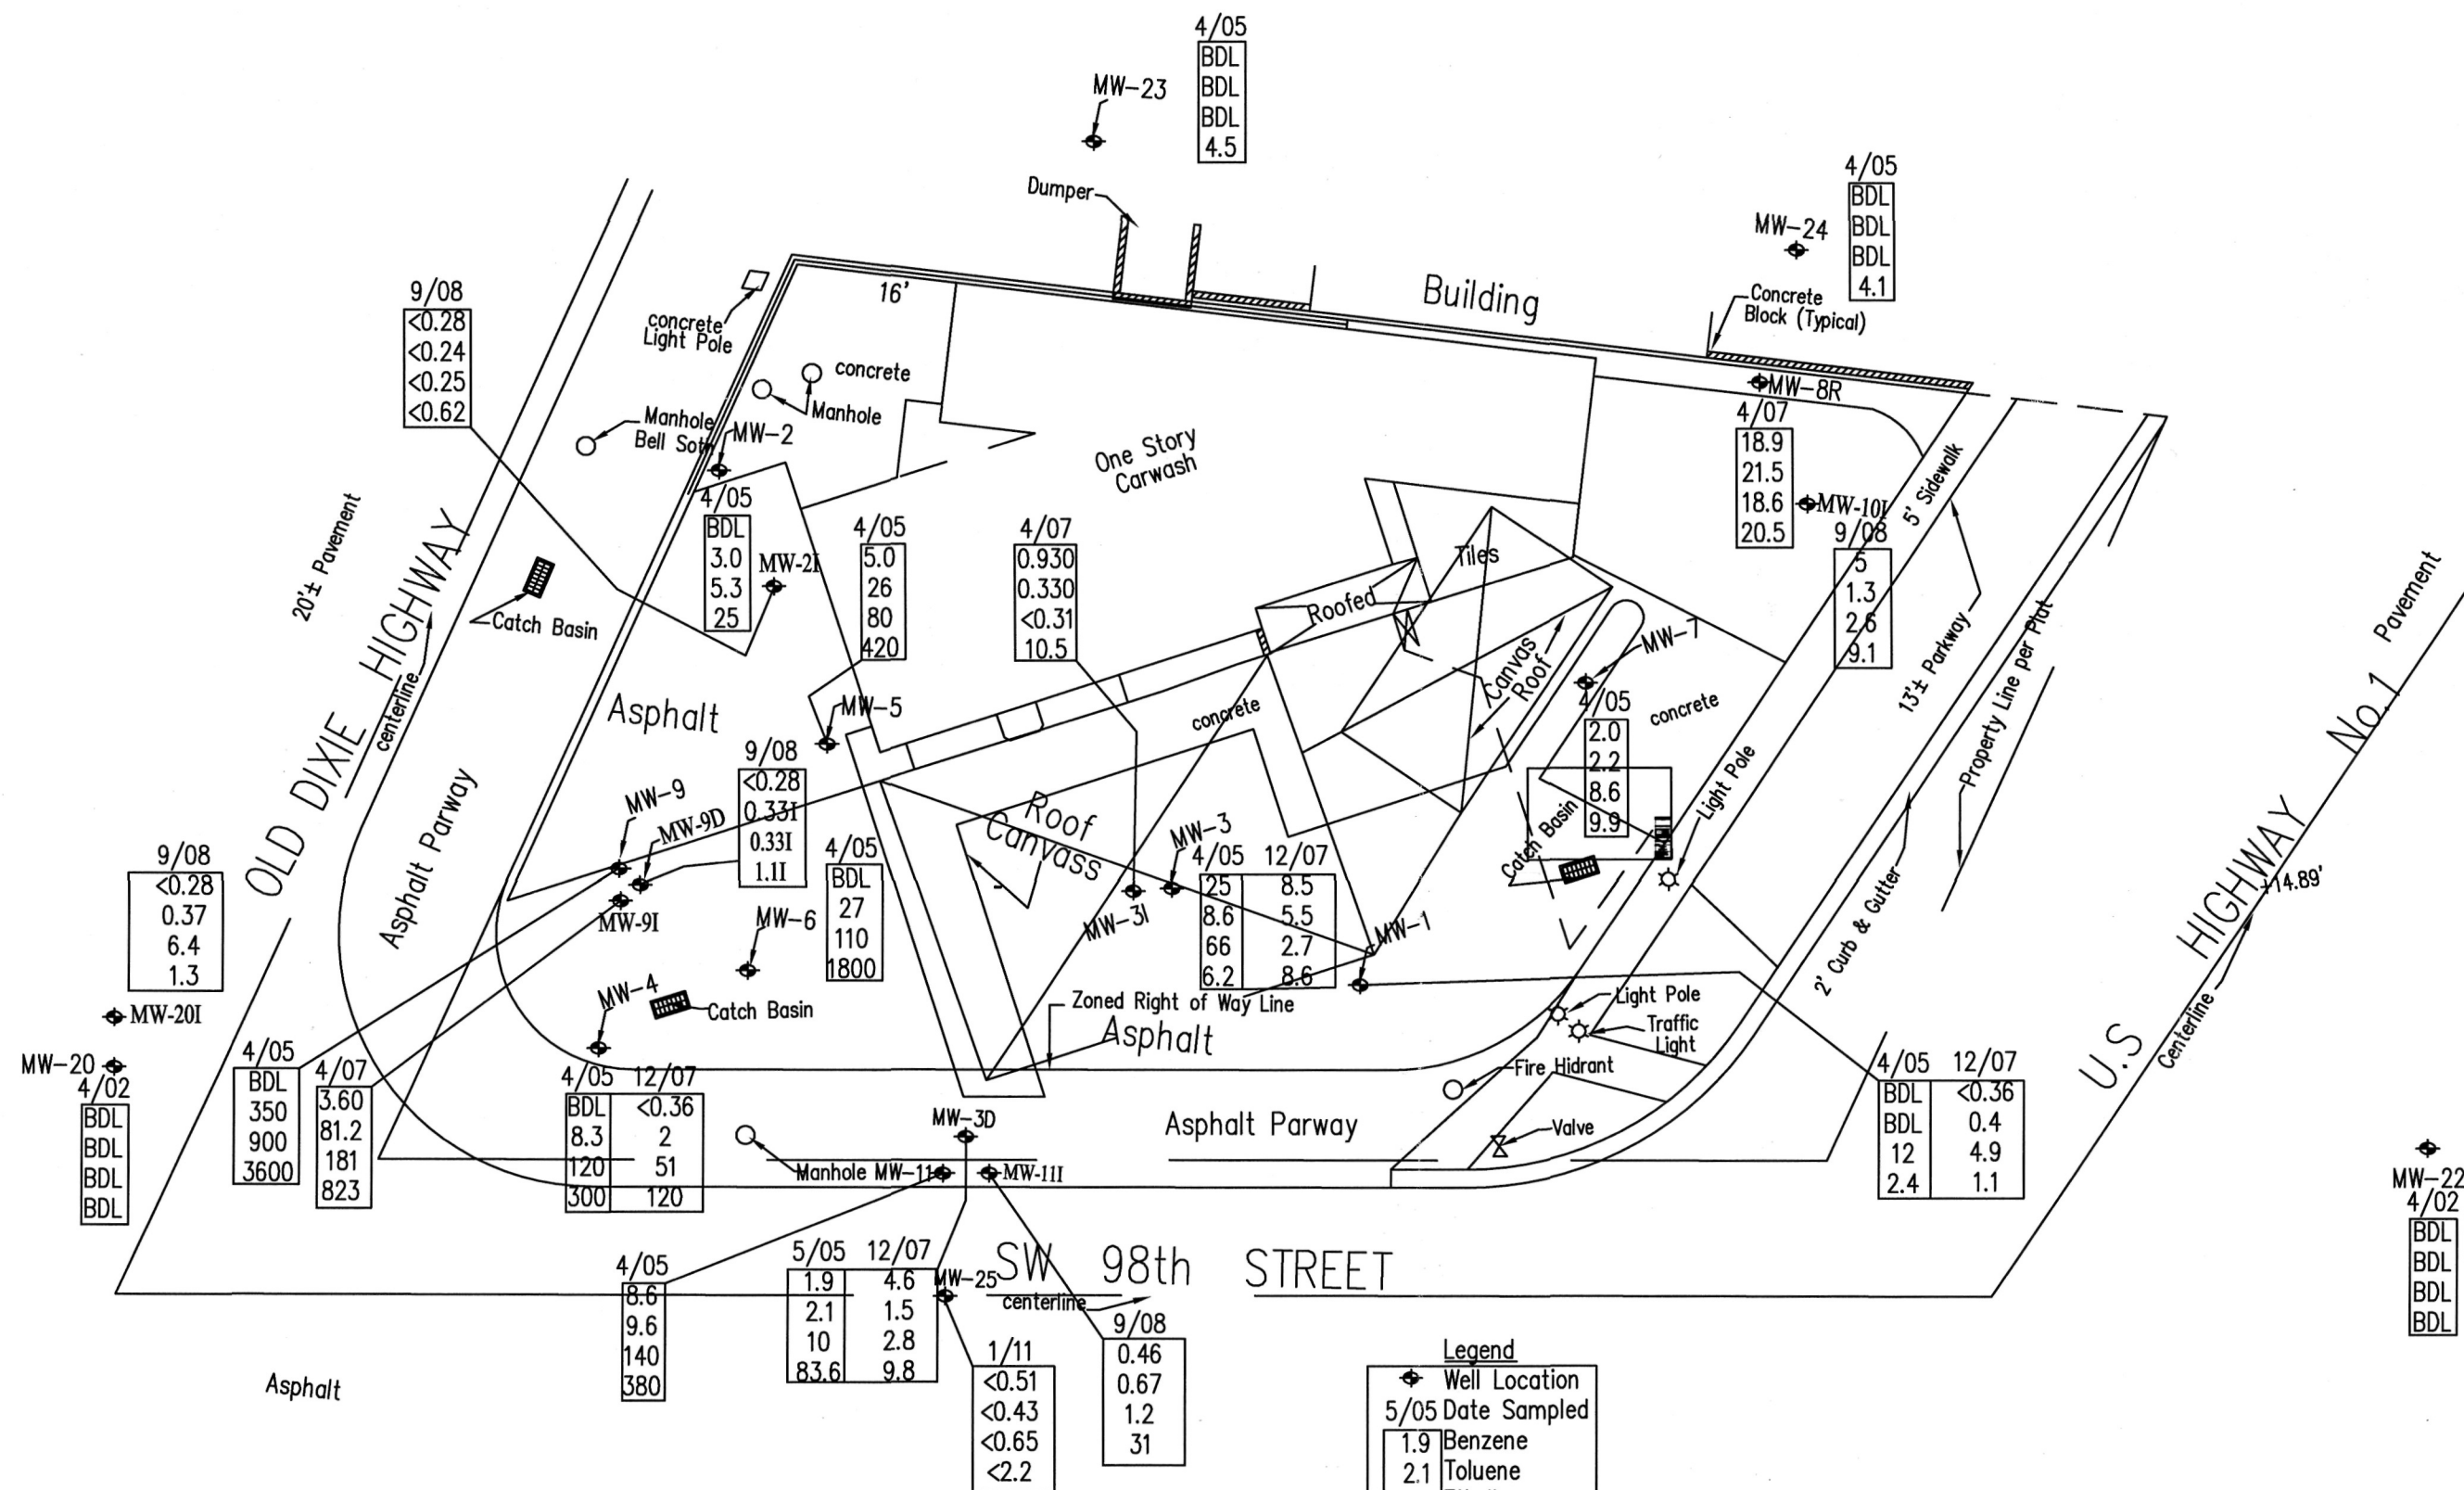 4/05
BDL
BDL
BDL
4.5
MW-23
Dumper
4/05
BDL
BDL
BDL
4.1
MW-24
Concrete
Block (Typical)
Building
16'
9/08
<0.28
<0.24
<0.25
<0.62
concrete
Light Pole
concrete
Manhole
Manhole
MW-2
4/05
BDL
3.0
5.3
25
MW-2I
One Story
Carwash
MW-8R
4/07
18.9
21.5
18.6
20.5
MW-10I
9/08
5
1.3
2.6
9.1
5' Sidewalk
13'± Parkway
Property Line per Plat
2' Curb & Gutter
20'± Pavement
OLD DIXIE HIGHWAY
centerline
Catch Basin
4/05
5.0
26
80
420
MW-5
4/07
0.930
0.330
<0.31
10.5
Tiles
Roofed
Canvas
Roof
MW-7
4/05
2.0
2.2
8.6
9.9
concrete
concrete
Light Pole
Catch Basin
Asphalt
Asphalt Parway
9/08
<0.28
0.33I
0.33I
1.1I
MW-9
MW-9D
MW-9I
Roof
Canvass
MW-3
MW-3I
4/05 12/07
25 8.5
8.6 5.5
66 2.7
6.2 8.6
MW-1
9/08
<0.28
0.37
6.4
1.3
MW-20I
MW-20
4/02
BDL
BDL
BDL
BDL
4/05
BDL
27
110
1800
MW-6
MW-4
Catch Basin
Zoned Right of Way Line
Asphalt
Light Pole
Traffic
Light
Fire Hidrant
Valve
4/05
BDL
350
900
3600
4/07
3.60
81.2
181
823
4/05 12/07
BDL <0.36
8.3 2
120 51
300 120
MW-3D
Asphalt Parway
Manhole MW-11
MW-11I
4/05 12/07
BDL <0.36
BDL 0.4
12 4.9
2.4 1.1
U.S HIGHWAY No.1
Pavement
Centerline
14.89'
MW-22
4/02
BDL
BDL
BDL
BDL
4/05
8.6
9.6
140
380
5/05 12/07
1.9 4.6
2.1 1.5
10 2.8
83.6 9.8
MW-25
SW 98th STREET
centerline
1/11
<0.51
<0.43
<0.65
<2.2
9/08
0.46
0.67
1.2
31
Asphalt
Legend
Well Location
5/05 Date Sampled
1.9 Benzene
2.1 Toluene